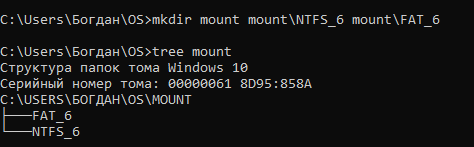 C:\Users\Богдан\OS>mkdir mount mount\NTFS_6 mount\FAT_6
C:\Users\Богдан\OS>tree mount
Структура папок тома Windows 10
Серийный номер тома: 00000061 8D95:858A
C:\USERS\БОГДАН\OS\MOUNT
├───FAT_6
└───NTFS_6